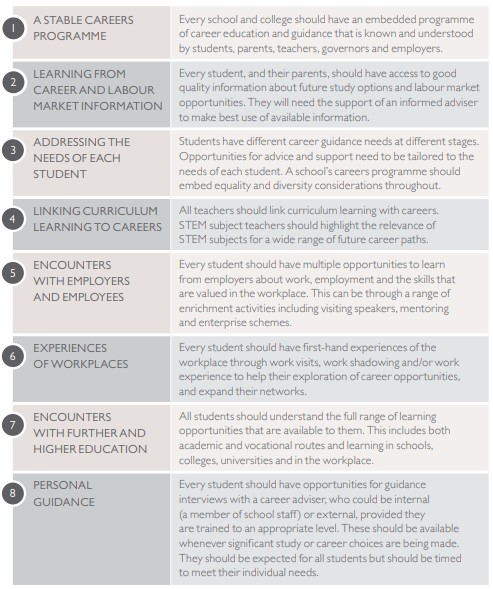 1
A STABLE CAREERS
PROGRAMME
Every school and college should have an embedded programme
of career education and guidance that is known and understood
by students, parents, teachers, governors and employers.
2
LEARNING FROM
CAREER AND LABOUR
MARKET INFORMATION
Every student, and their parents, should have access to good
quality information about future study options and labour market
opportunities. They will need the support of an informed adviser
to make best use of available information.
3
ADDRESSING THE
NEEDS OF EACH
STUDENT
Students have different career guidance needs at different stages.
Opportunities for advice and support need to be tailored to the
needs of each student. A school's careers programme should
embed equality and diversity considerations throughout.
4
LINKING CURRICULUM
LEARNING TO CAREERS
All teachers should link curriculum learning with careers.
STEM subject teachers should highlight the relevance of
STEM subjects for a wide range of future career paths.
5
ENCOUNTERS
WITH EMPLOYERS
AND EMPLOYEES
Every student should have multiple opportunities to learn
from employers about work, employment and the skills that
are valued in the workplace. This can be through a range of
enrichment activities including visiting speakers, mentoring
and enterprise schemes.
6
EXPERIENCES
OF WORKPLACES
Every student should have first-hand experiences of the
workplace through work visits, work shadowing and/or work
experience to help their exploration of career opportunities,
and expand their networks.
7
ENCOUNTERS
WITH FURTHER AND
HIGHER EDUCATION
All students should understand the full range of learning
opportunities that are available to them. This includes both
academic and vocational routes and learning in schools,
colleges, universities and in the workplace.
8
PERSONAL
GUIDANCE
Every student should have opportunities for guidance
interviews with a career adviser, who could be internal
(a member of school staff) or external, provided they
are trained to an appropriate level. These should be available
whenever significant study or career choices are being made.
They should be expected for all students but should be timed
to meet their individual needs.